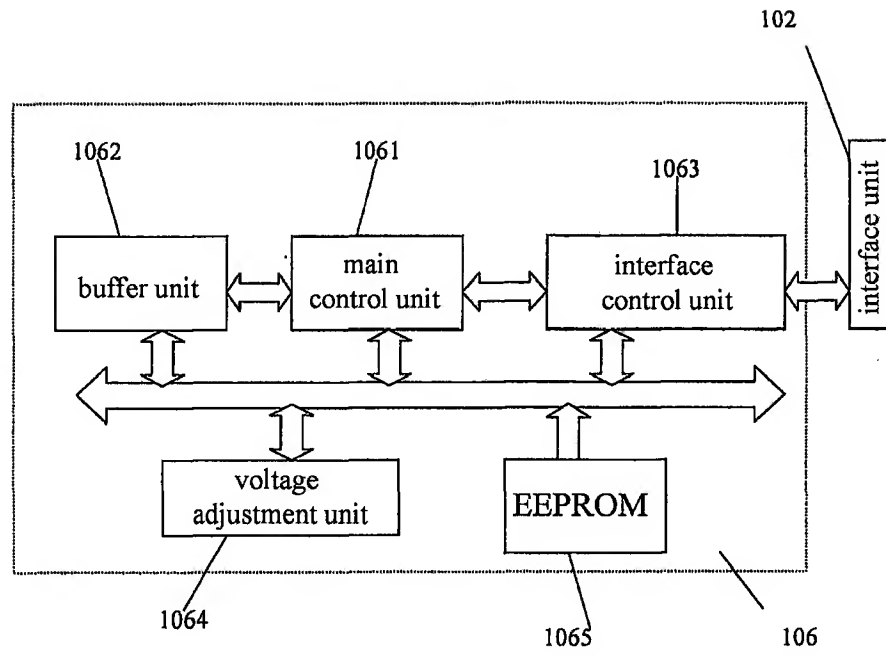 102
1062
1061
1063
buffer unit
main
control unit
interface
control unit
interface unit
voltage
adjustment unit
EEPROM
1064
1065
106